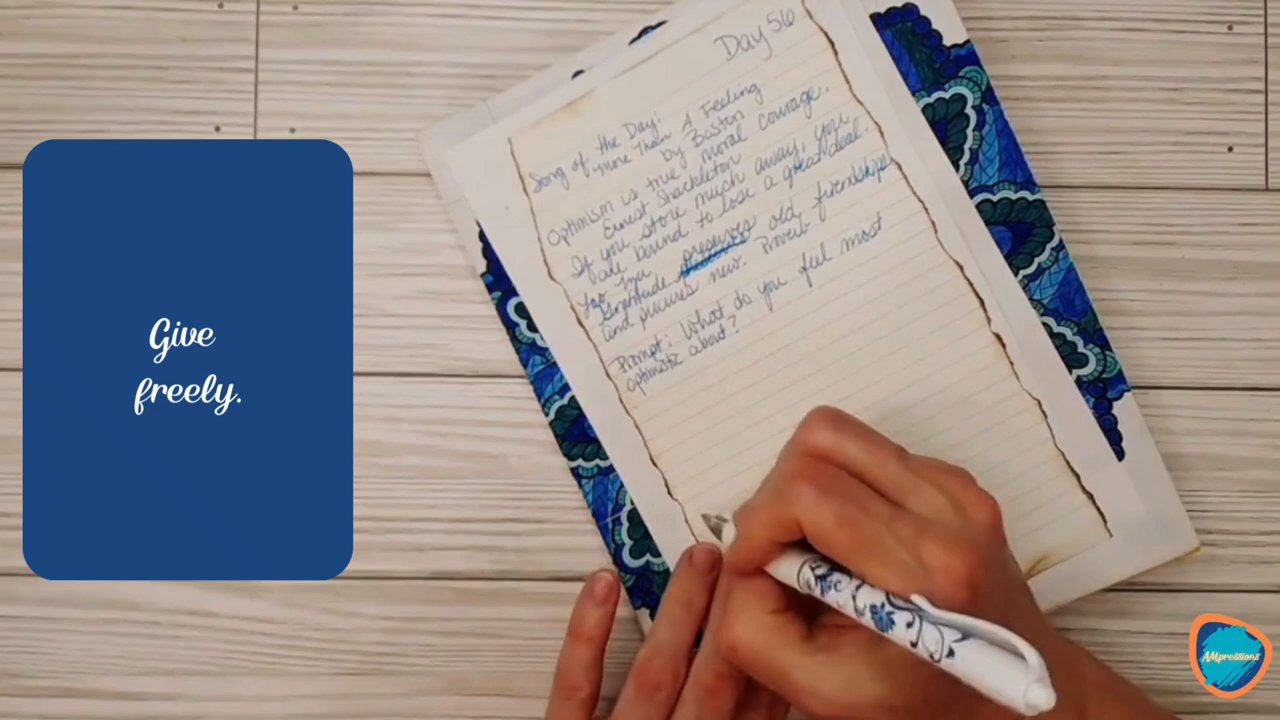 Give
freely.
Day 56
Song of the Day:
More Than A Feeling
by Boston
Optimism is true moral courage.
Ernest Shackleton
If you store much away, you
are bound to lose a great deal.
Lao
Gratitude preserves old friendships
and procures new. Proverb
Prompt: What do you feel most
optimistic about?
AMpressions